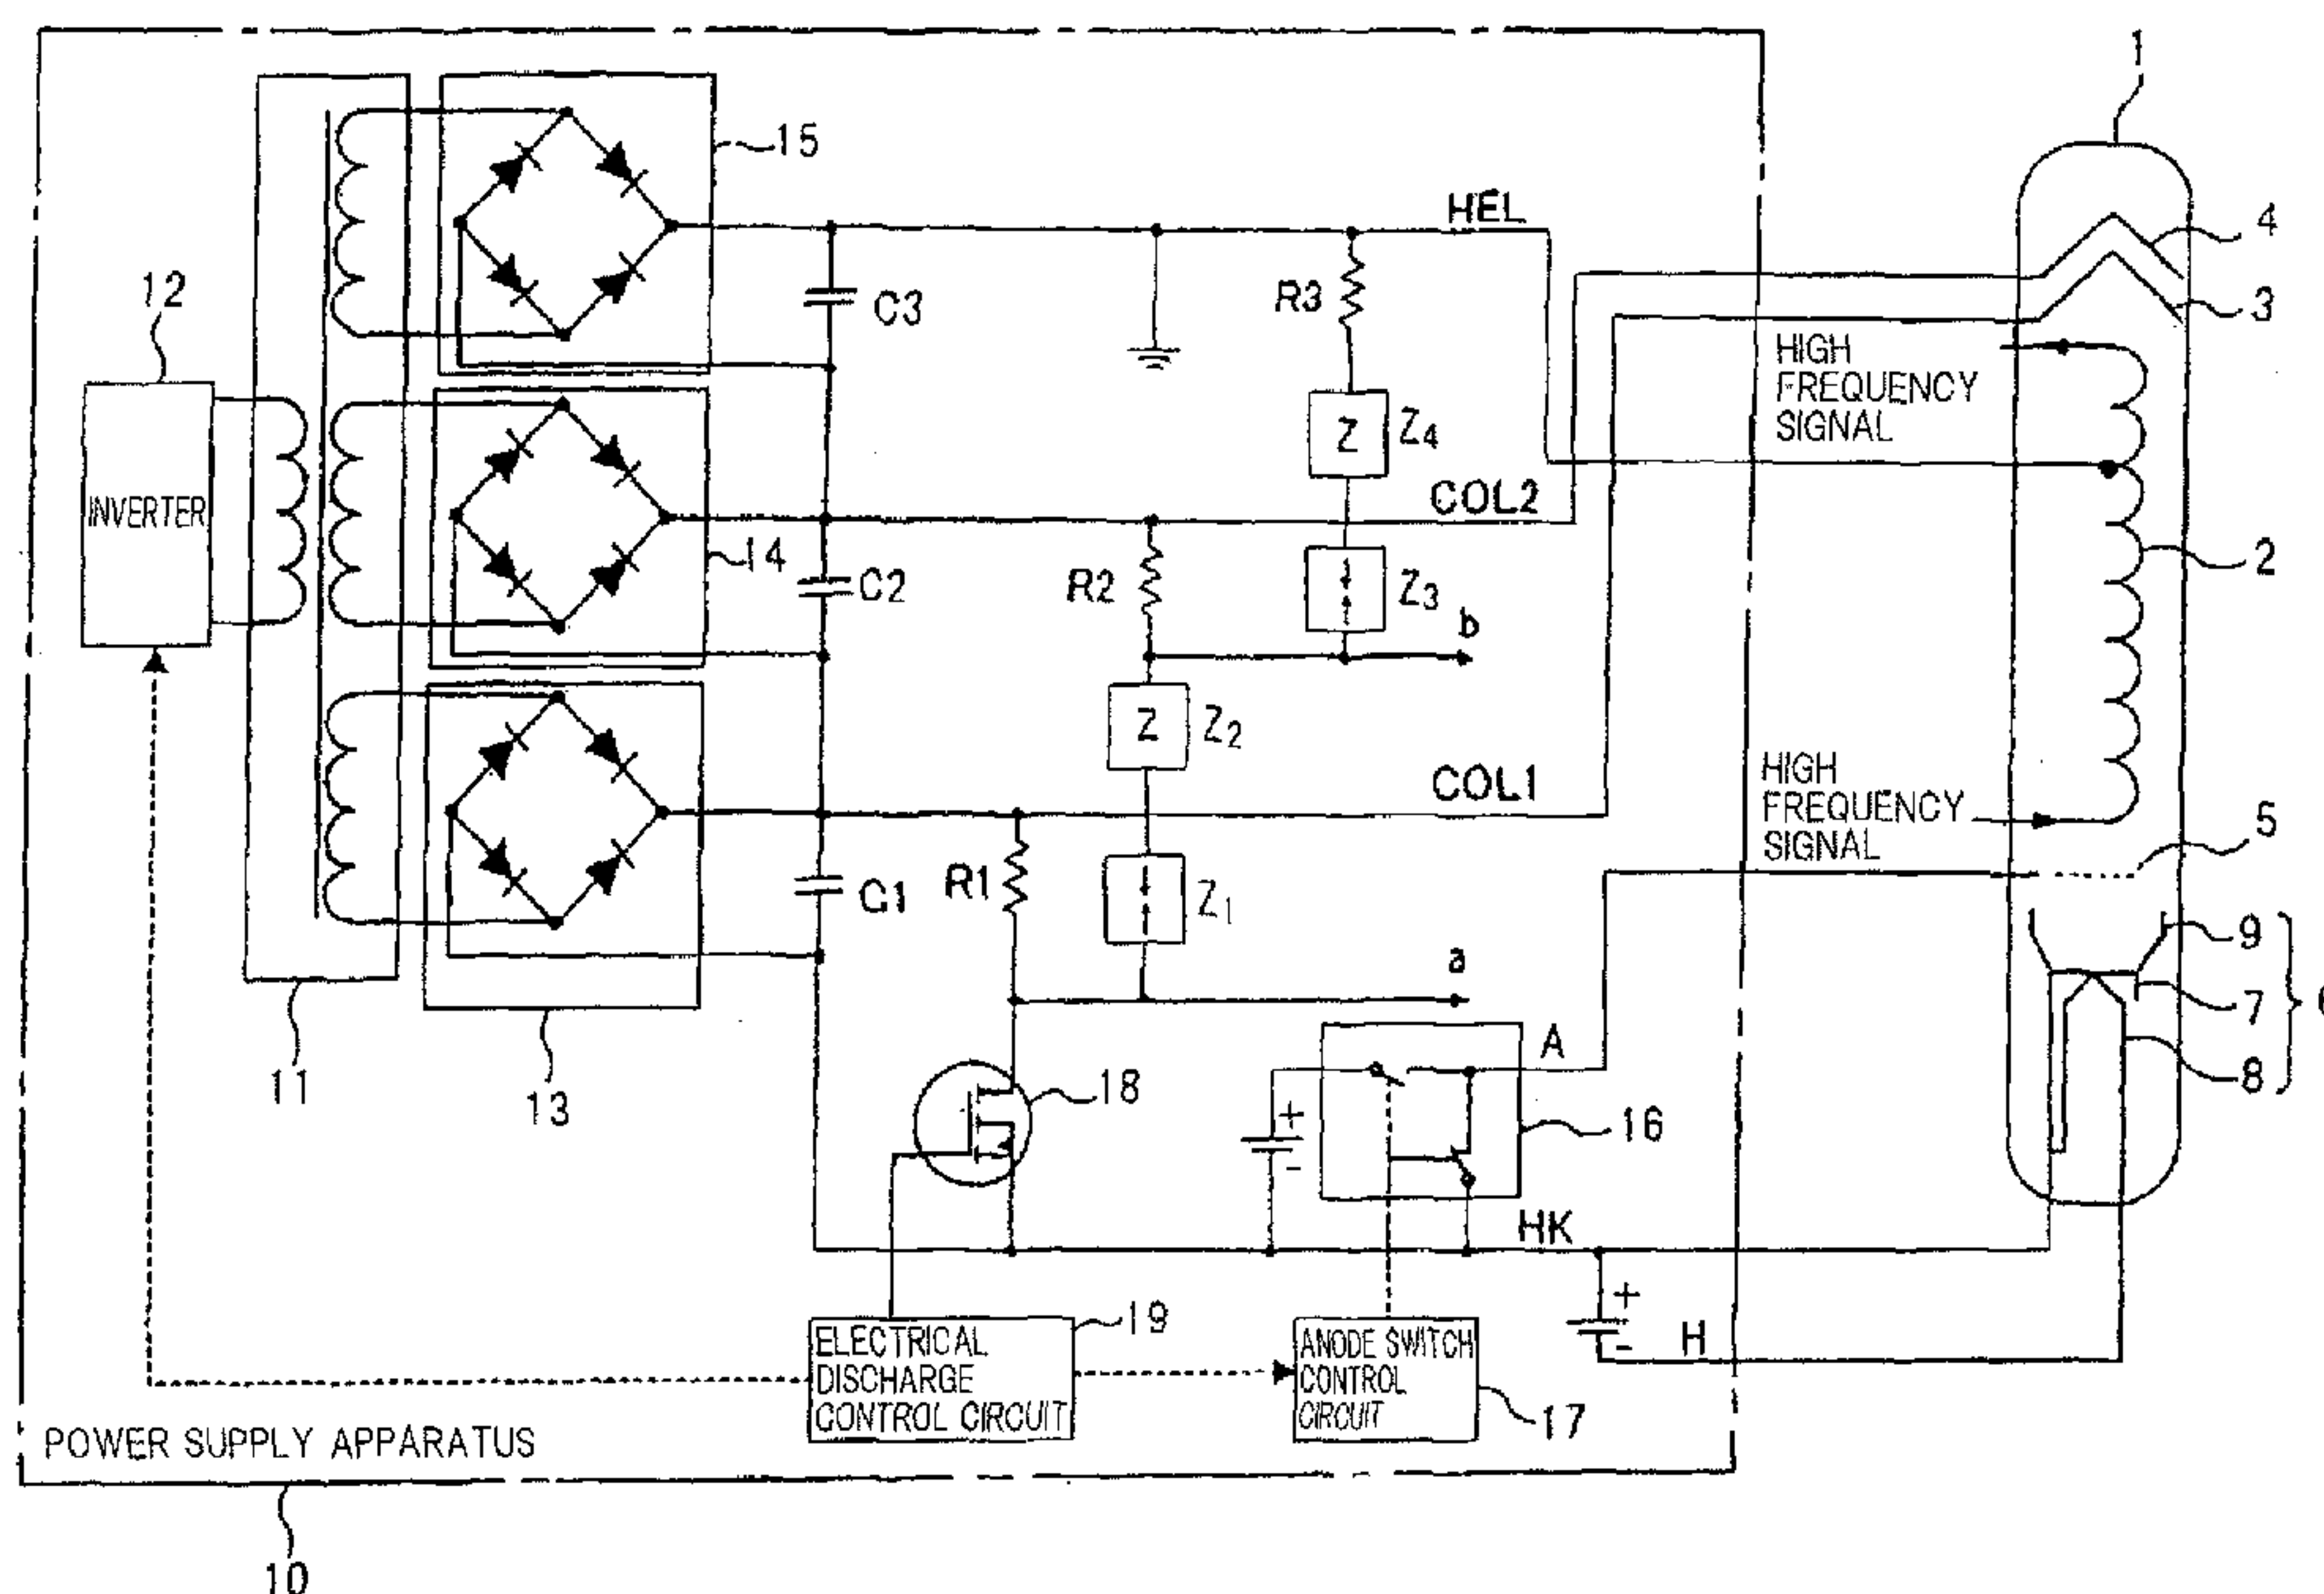 1
15
HEL
4
12
R3
C3
3
HIGH
FREQUENCY
SIGNAL
Z
Z4
INVERTER
COL2
14
C2
R2
Z3
2
b
Z
Z2
HIGH
FREQUENCY
SIGNAL
COL1
5
C1
R1
Z1
9
a
7
6
A
8
11
13
18
+
-
16
HK
19
+
-
H
ELECTRICAL
DISCHARGE
CONTROL CIRCUIT
ANODE SWITCH
CONTROL
CIRCUIT
17
POWER SUPPLY APPARATUS
10